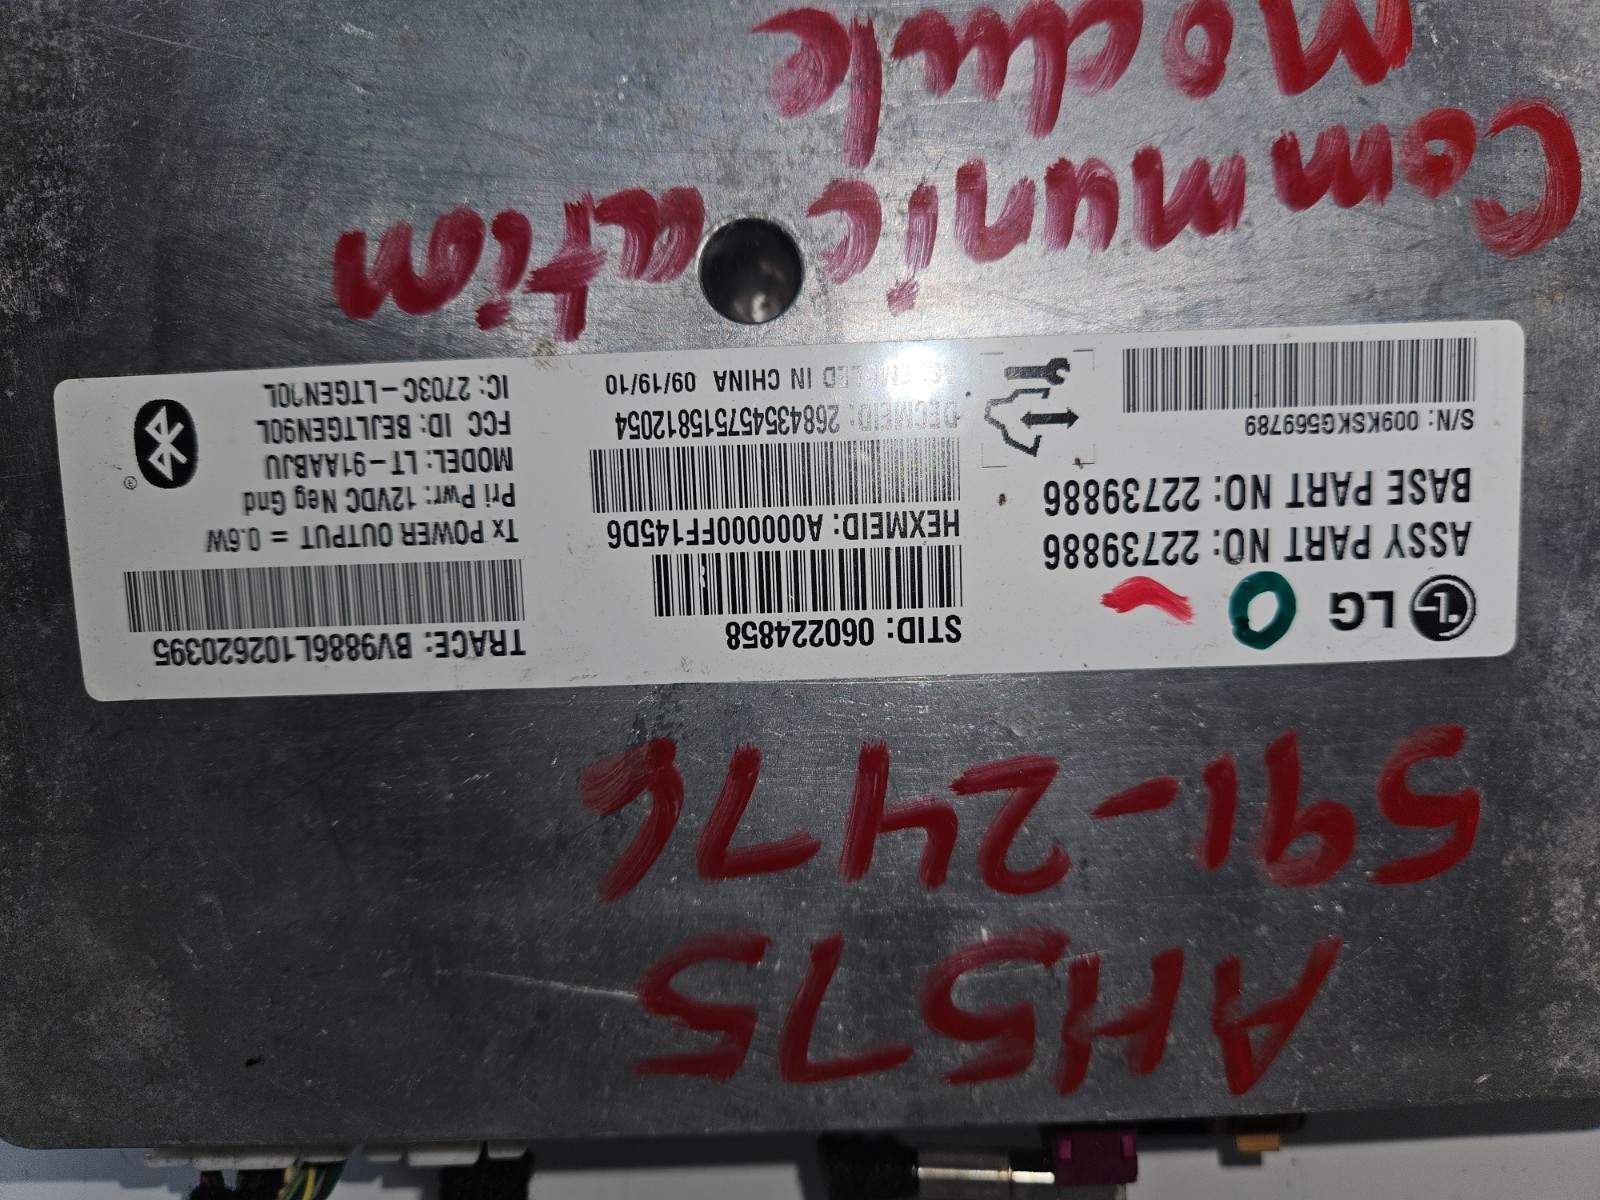 AH575
591-2476
LG
ASSY PART NO: 22739886
BASE PART NO: 22739886
S/N: 009KSKG569789
STID: 060224858
HEXMEID: A000000FF145D6
DECMEID: 268435457515812054
ASSEMBLED IN CHINA 09/19/10
TRACE: BV9886L102620395
Tx POWER OUTPUT = 0.6W
Pri Pwr: 12VDC Neg Gnd
MODEL: LT-91AABJU
FCC ID: BEJLTGEN90L
IC: 2703C-LTGEN90L
®
Communication
Module